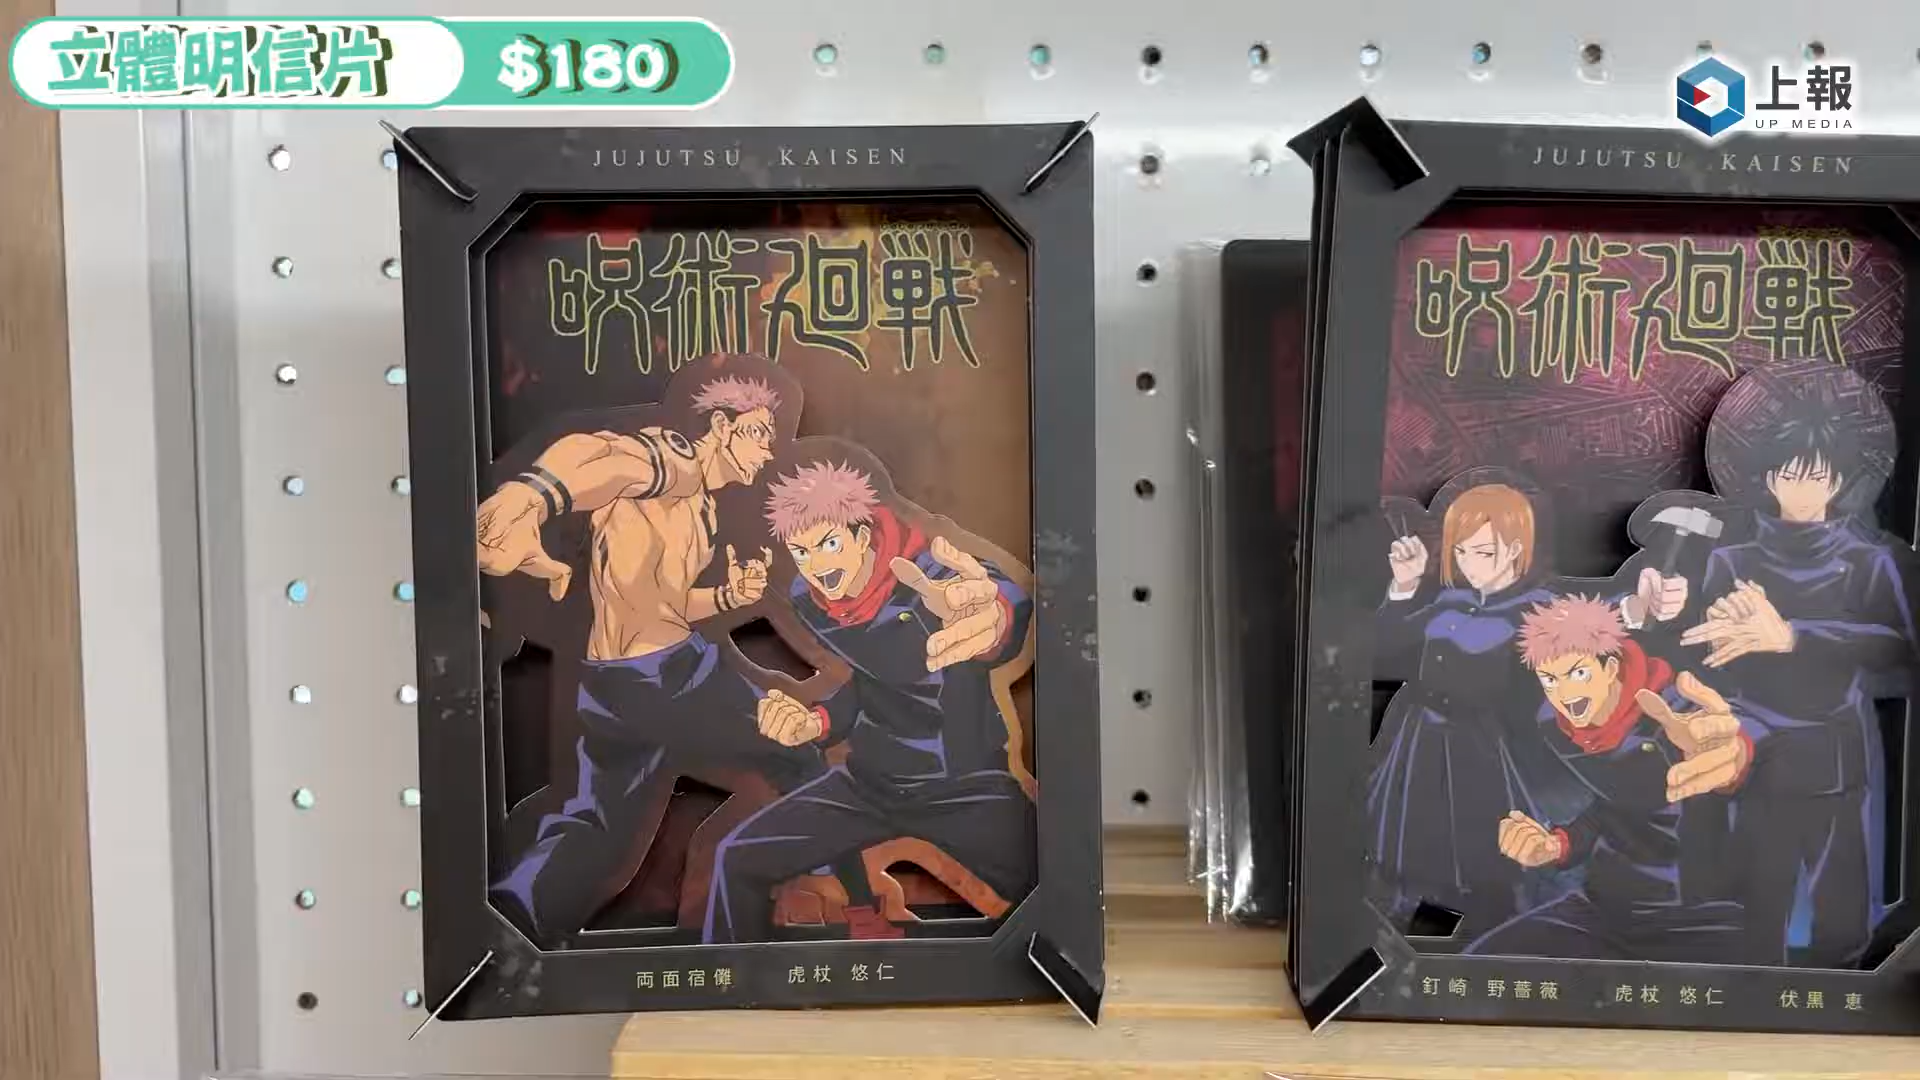 立體明信片 $180
上報
UP MEDIA
JUJUTSU KAISEN
呪術廻戦
両面宿儺 虎杖 悠仁
JUJUTSU KAISEN
呪術廻戦
釘崎 野薔薇 虎杖 悠仁 伏黒 恵